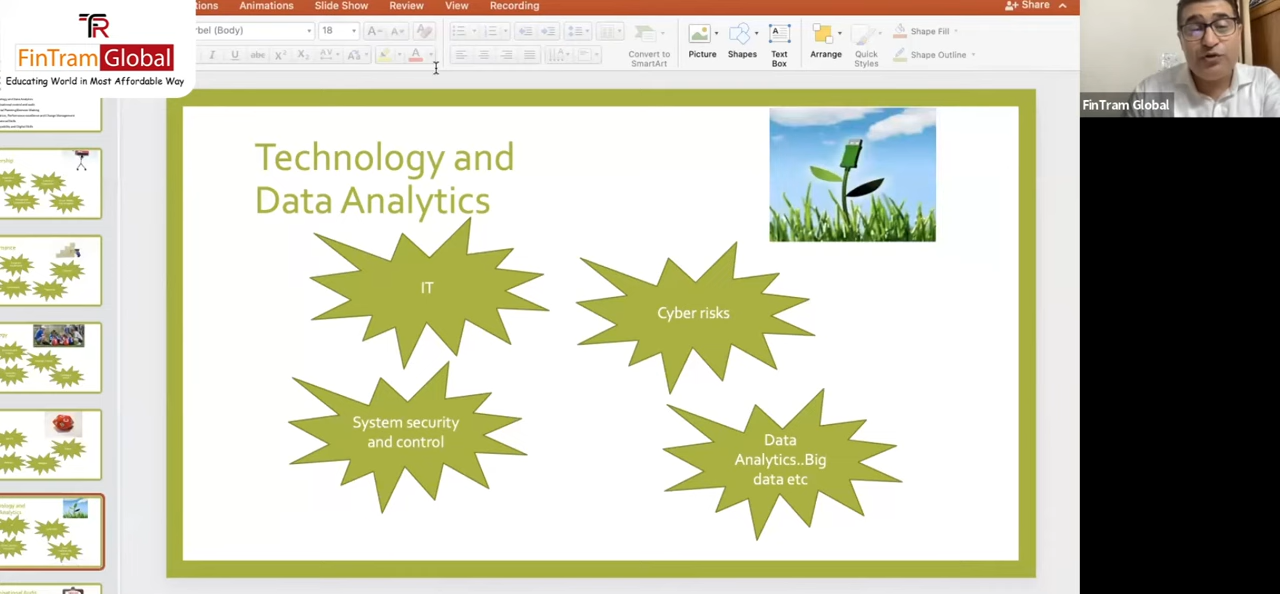 FR
FinTram Global
Educating World in Most Affordable Way
Animations
Slide Show
Review
View
Recording
Share
(Body)
18
Convert to
SmartArt
Picture
Shapes
Text
Box
Arrange
Quick
Styles
Shape Fill
Shape Outline
FinTram Global
Technology and
Data Analytics
IT
Cyber risks
System security
and control
Data
Analytics..Big
data etc